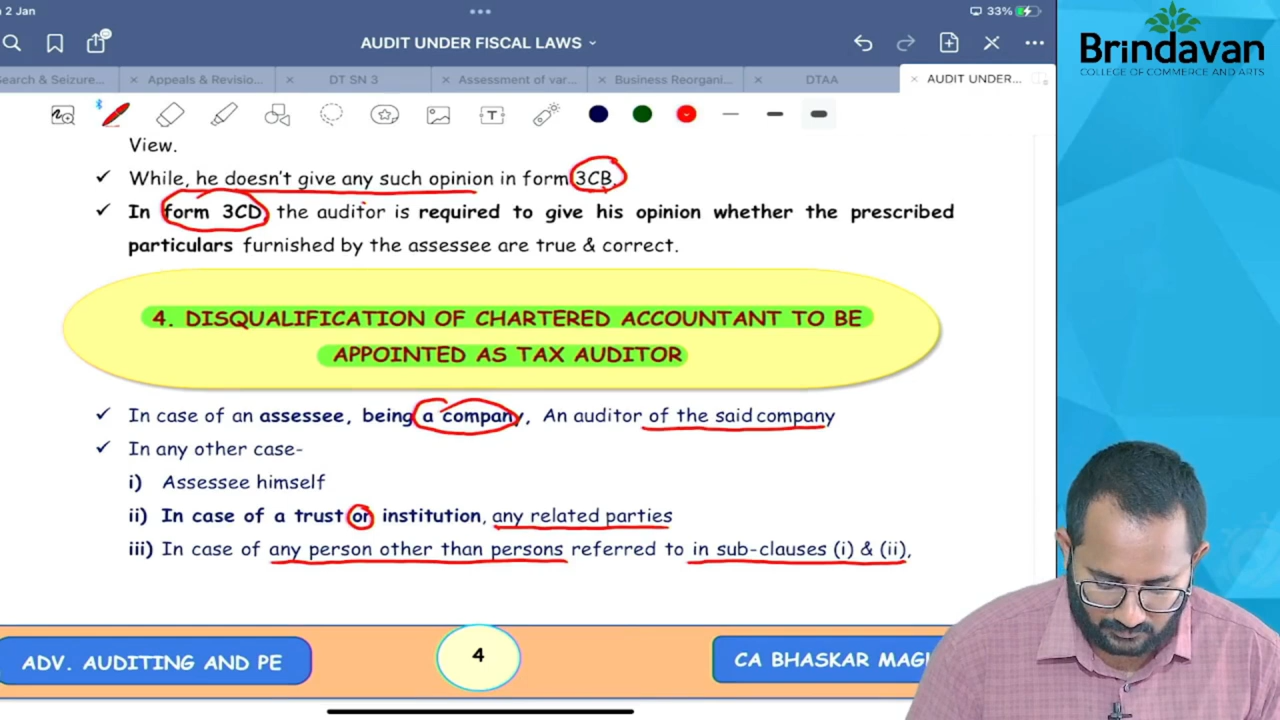 2 Jan
33%
AUDIT UNDER FISCAL LAWS
Brindavan
COLLEGE OF COMMERCE AND ARTS
earch & Seizure...
Appeals & Revisio...
DT SN 3
Assessment of var...
Business Reorgani...
DTAA
AUDIT UNDER...
View.
✓ While, he doesn't give any such opinion in form 3CB.
✓ In form 3CD, the auditor is required to give his opinion whether the prescribed
particulars furnished by the assessee are true & correct.
4. DISQUALIFICATION OF CHARTERED ACCOUNTANT TO BE
APPOINTED AS TAX AUDITOR
✓ In case of an assessee, being a company, An auditor of the said company
✓ In any other case-
i) Assessee himself
ii) In case of a trust or institution, any related parties
iii) In case of any person other than persons referred to in sub-clauses (i) & (ii),
ADV. AUDITING AND PE
4
CA BHASKAR